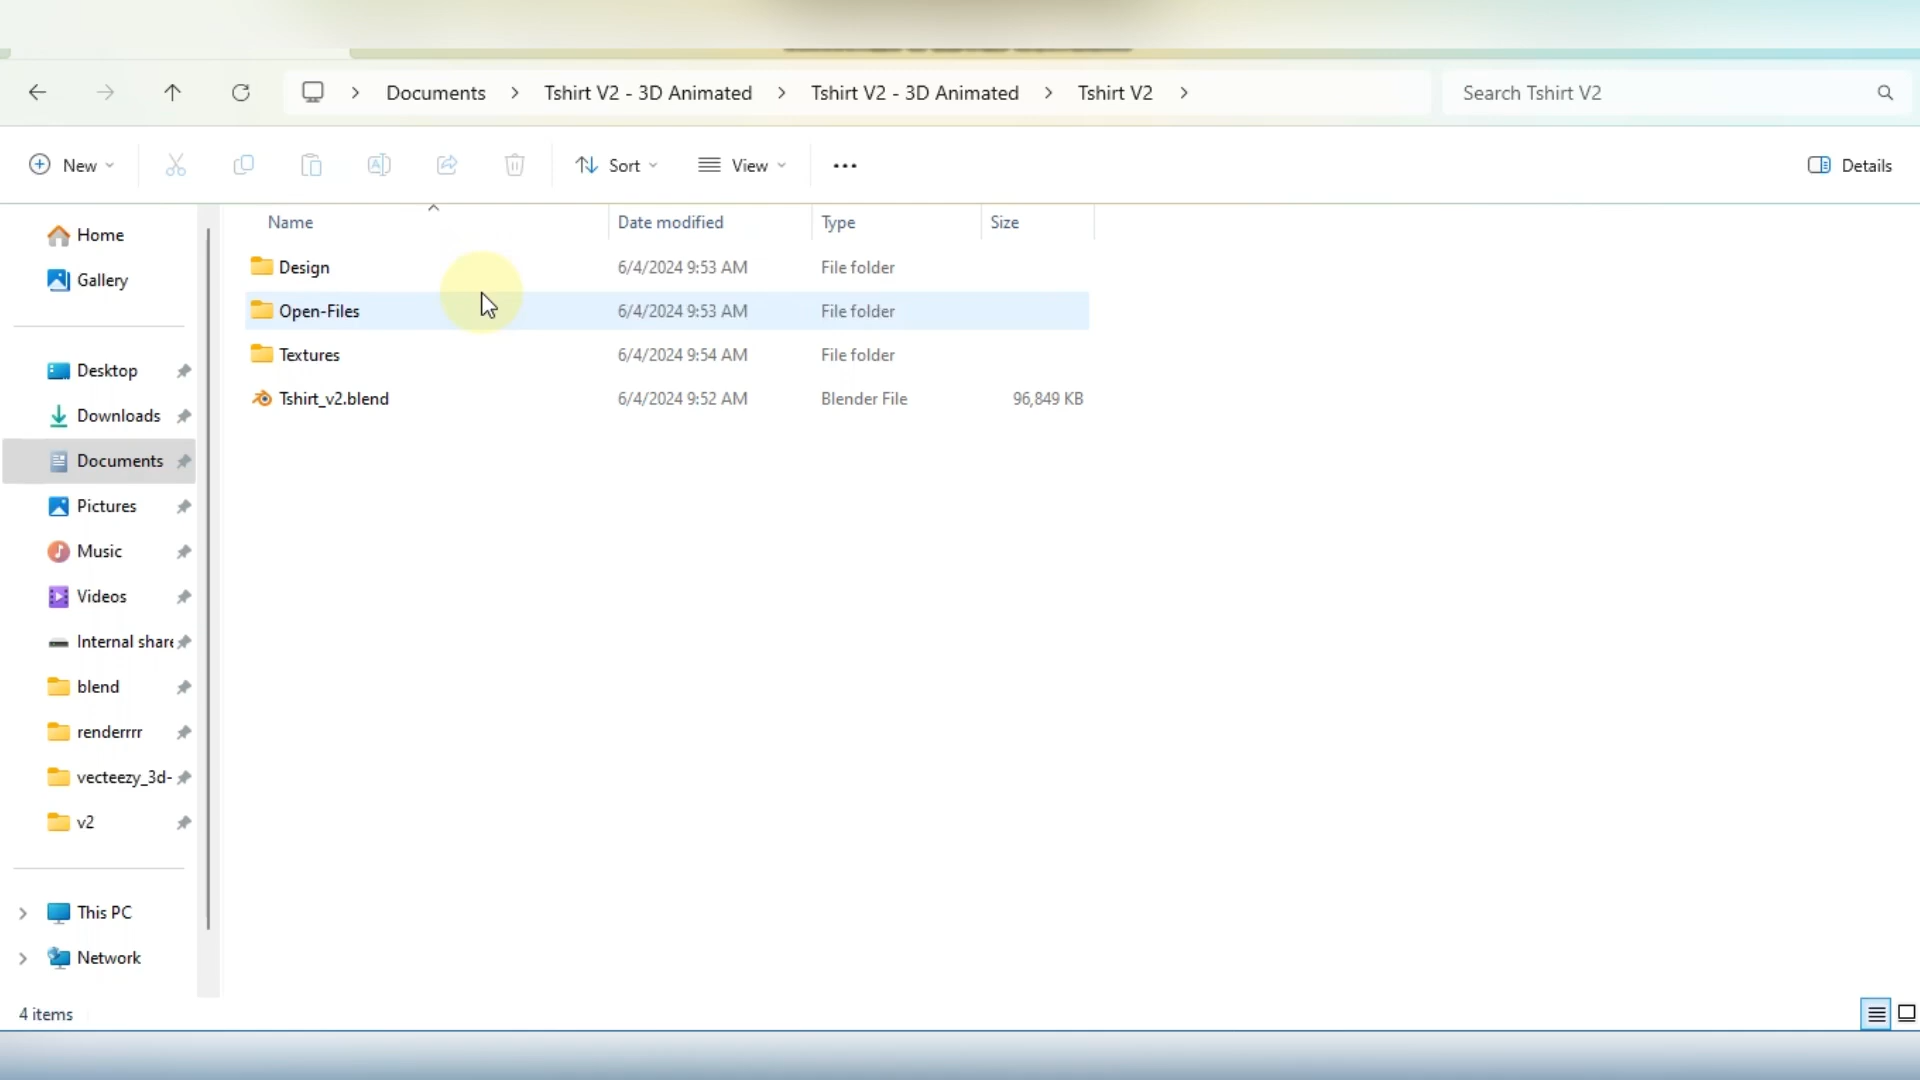 Documents > Tshirt V2 - 3D Animated > Tshirt V2 - 3D Animated > Tshirt V2 >
Search Tshirt V2
New
Sort
View
Details
Name Date modified Type Size
Design 6/4/2024 9:53 AM File folder
Open-Files 6/4/2024 9:53 AM File folder
Textures 6/4/2024 9:54 AM File folder
Tshirt_v2.blend 6/4/2024 9:52 AM Blender File 96,849 KB
Home
Gallery
Desktop
Downloads
Documents
Pictures
Music
Videos
Internal share
blend
renderrrr
vecteezy_3d-
v2
This PC
Network
4 items